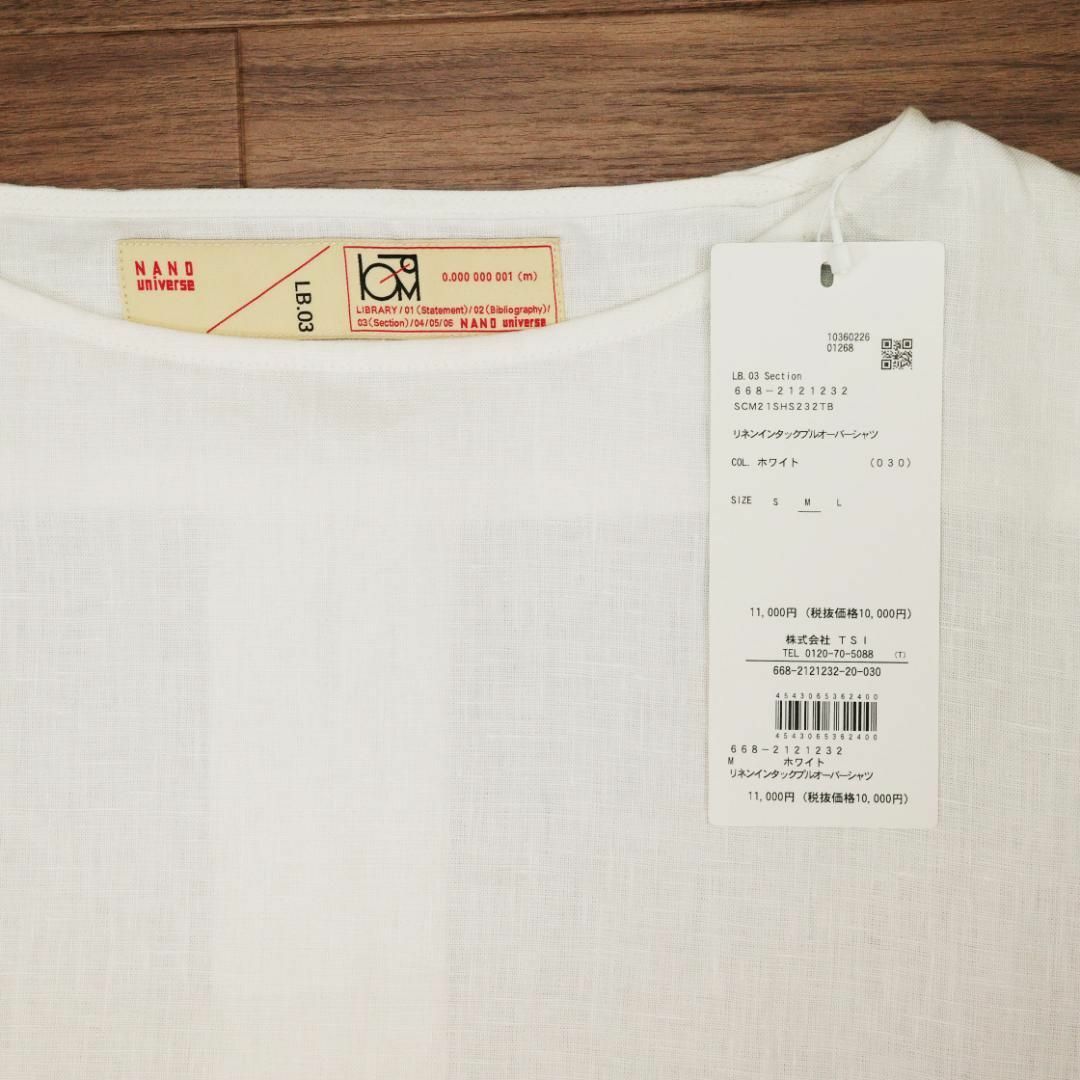 NANO
universe
LB.03
0.000 000 001 (m)
LIBRARY/01(Statement)/02(Bibliography)/
03(Section)/04/05/06 NANO universe
10360226
01268
LB.03 Section
668-2121232
SCM21SHS232TB
リネンインタックプルオーバーシャツ
COL. ホワイト (030)
SIZE S M L
11,000円 (税抜価格10,000円)
株式会社 TSI
TEL 0120-70-5088 (T)
668-2121232-20-030
4543065362400
4543065362400
668-2121232
M ホワイト
リネンインタックプルオーバーシャツ
11,000円 (税抜価格10,000円)